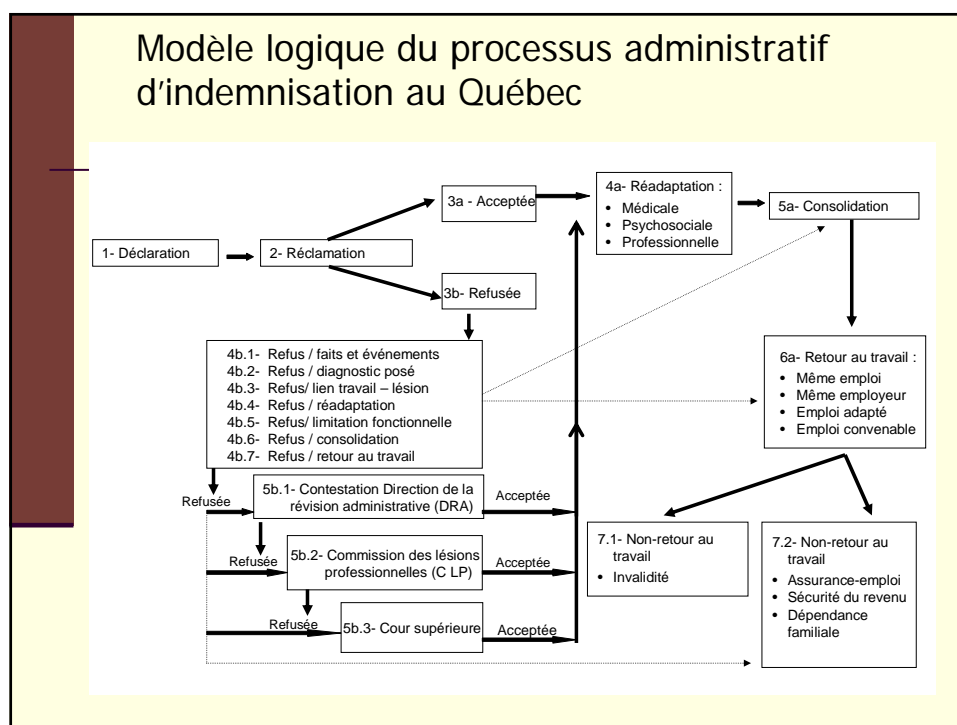 Modèle logique du processus administratif
d'indemnisation au Québec
1- Déclaration
2- Réclamation
3a - Acceptée
3b- Refusée
4a- Réadaptation :
• Médicale
• Psychosociale
• Professionnelle
5a- Consolidation
4b.1- Refus / faits et événements
4b.2- Refus / diagnostic posé
4b.3- Refus/ lien travail – lésion
4b.4- Refus / réadaptation
4b.5- Refus/ limitation fonctionnelle
4b.6- Refus / consolidation
4b.7- Refus / retour au travail
6a- Retour au travail :
• Même emploi
• Même employeur
• Emploi adapté
• Emploi convenable
Refusée
5b.1- Contestation Direction de la
révision administrative (DRA)
Acceptée
Refusée
5b.2- Commission des lésions
professionnelles (C LP)
Acceptée
Refusée
5b.3- Cour supérieure
Acceptée
7.1- Non-retour au
travail
• Invalidité
7.2- Non-retour au
travail
• Assurance-emploi
• Sécurité du revenu
• Dépendance
familiale